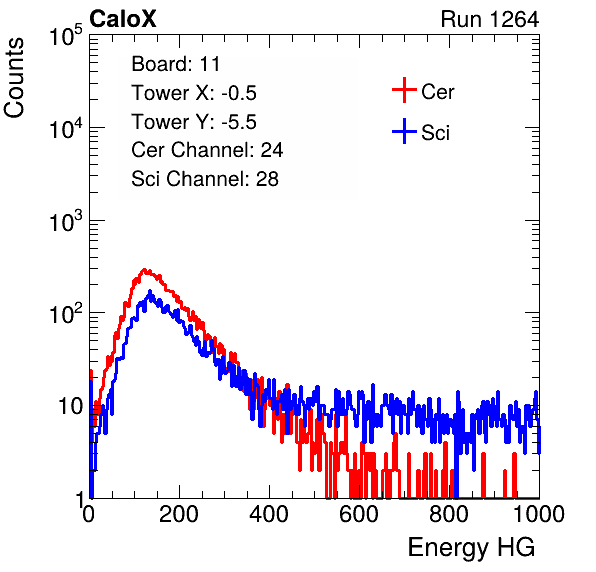 CaloX Run 1264
Counts
10^5
10^4
10^3
10^2
10
1
Board: 11
Tower X: -0.5
Tower Y: -5.5
Cer Channel: 24
Sci Channel: 28
Cer
Sci
0 200 400 600 800 1000
Energy HG